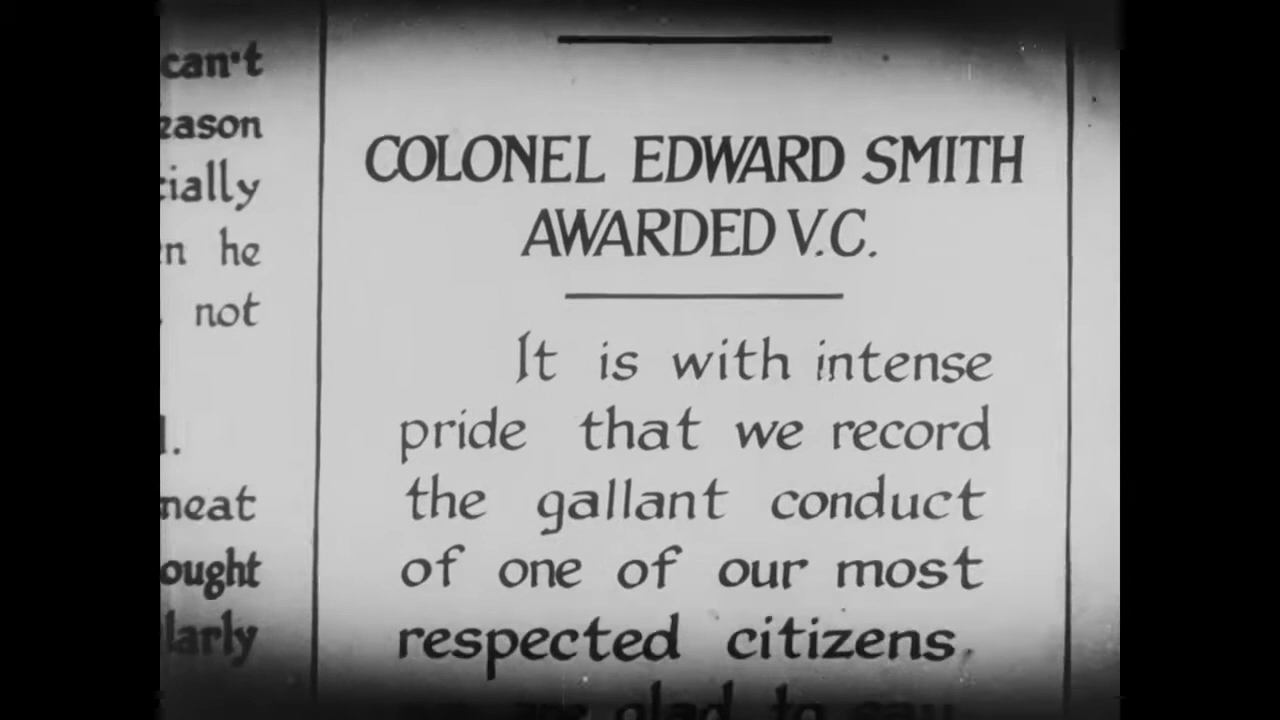 can't
ially
he
not
neat
ought
larly
COLONEL EDWARD SMITH
AWARDED V.C.
It is with intense
pride that we record
the gallant conduct
of one of our most
respected citizens.
glad to say